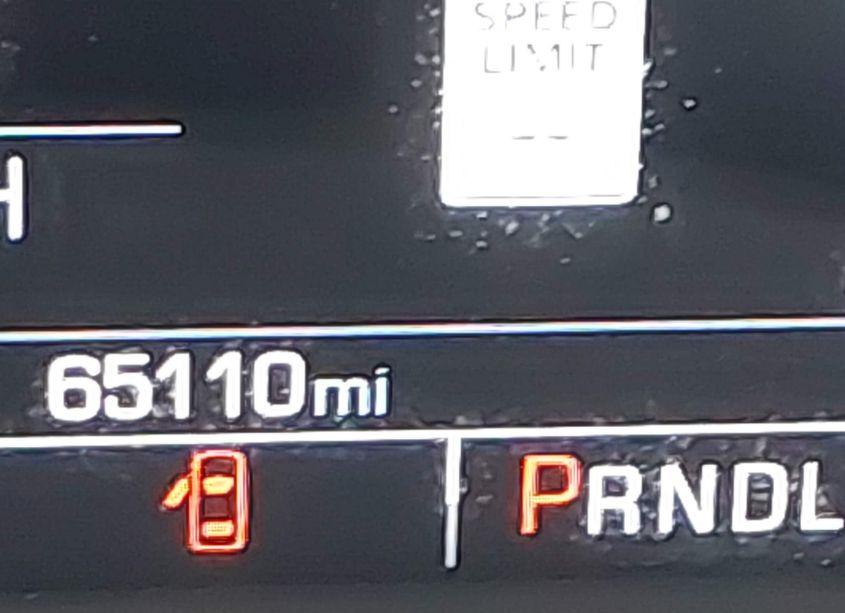 SPEED
LIMIT
--
H
65110mi
PRNDL